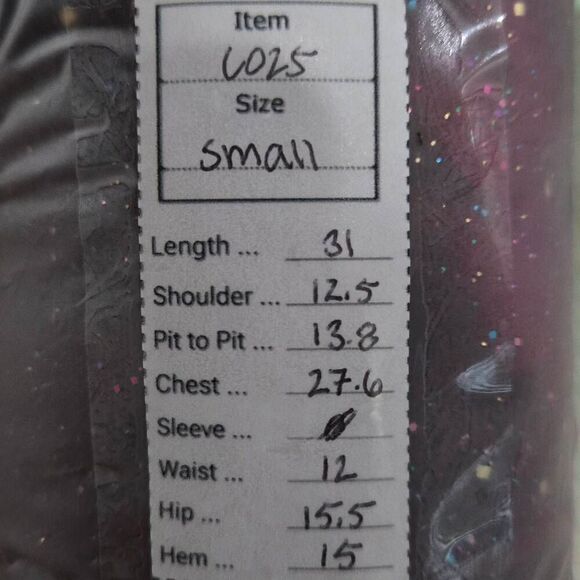 Item
6025
Size
small
Length ... 31
Shoulder ... 12.5
Pit to Pit ... 13.8
Chest ... 27.6
Sleeve ...
Waist ... 12
Hip ... 15.5
Hem ... 15